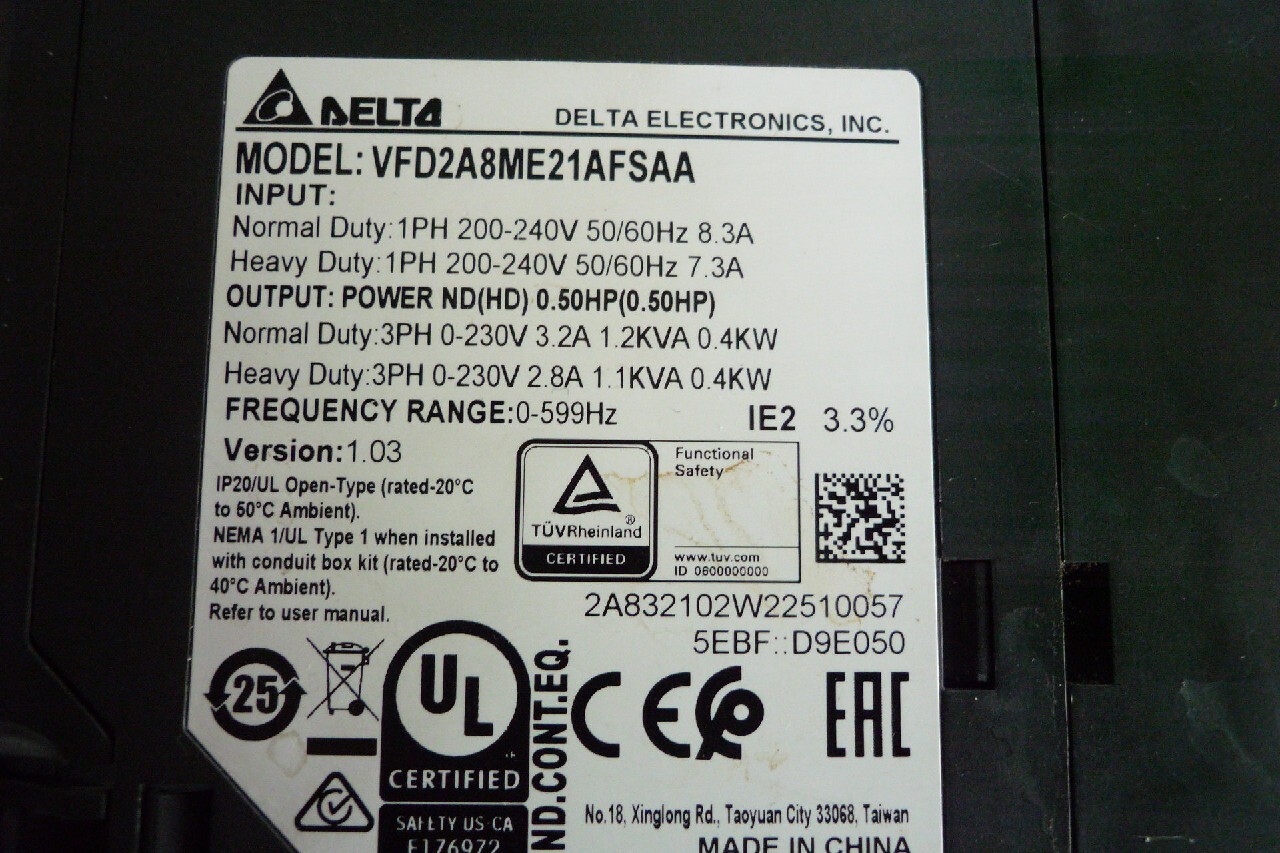 DELTA
DELTA ELECTRONICS, INC.
MODEL: VFD2A8ME21AFSAA
INPUT:
Normal Duty:1PH 200-240V 50/60Hz 8.3A
Heavy Duty:1PH 200-240V 50/60Hz 7.3A
OUTPUT: POWER ND(HD) 0.50HP(0.50HP)
Normal Duty:3PH 0-230V 3.2A 1.2KVA 0.4KW
Heavy Duty:3PH 0-230V 2.8A 1.1KVA 0.4KW
FREQUENCY RANGE:0-599Hz
IE2 3.3%
Version:1.03
IP20/UL Open-Type (rated-20°C
to 50°C Ambient).
NEMA 1/UL Type 1 when installed
with conduit box kit (rated-20°C to
40°C Ambient).
Refer to user manual.
TÜVRheinland®
CERTIFIED
Functional
Safety
www.tuv.com
ID 0600000000
2A832102W22510057
5EBF::D9E050
25
UL
CERTIFIED
SAFETY US-CA
E176972
IND.CONT.EQ.
CE
EAC
No.18, Xinglong Rd., Taoyuan City 33068, Taiwan
MADE IN CHINA